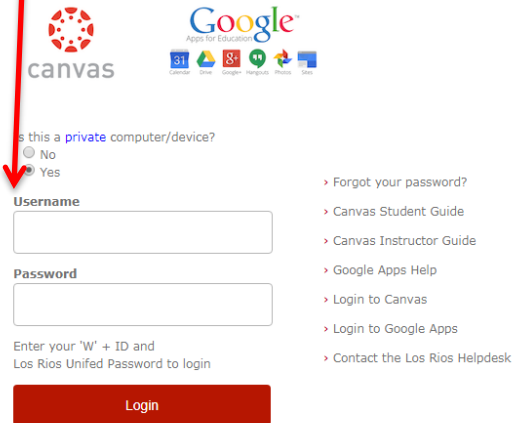 canvas
Google™
Apps for Education
31
Calendar Drive Google+ Hangouts Photos Sites
s this a private computer/device?
No
Yes
Username
Password
Enter your 'W' + ID and
Los Rios Unifed Password to login
Login
› Forgot your password?
› Canvas Student Guide
› Canvas Instructor Guide
› Google Apps Help
› Login to Canvas
› Login to Google Apps
› Contact the Los Rios Helpdesk